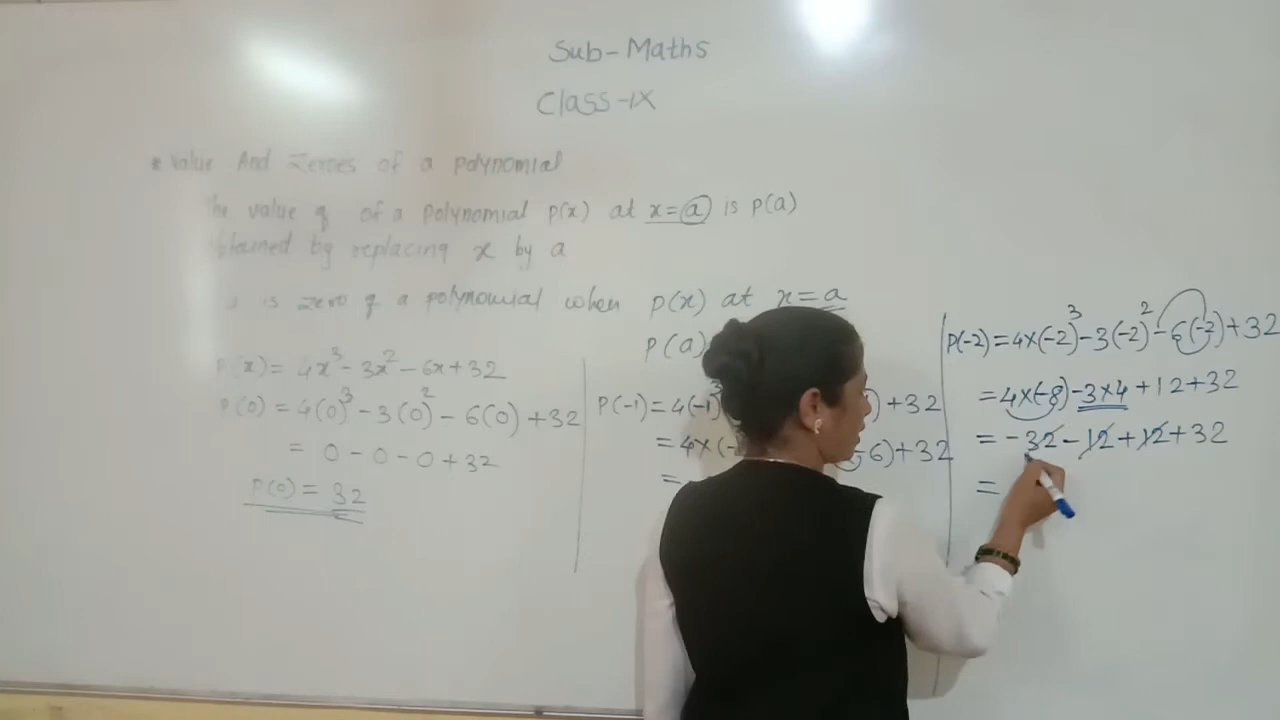 Sub-Maths
Class-IX
* Value And Zeroes of a polynomial
The value of of a polynomial p(x) at x=a is p(a)
obtained by replacing x by a
is zero of a polynomial when p(x) at x=a
p(a)
p(x) = 4x³ - 3x² - 6x + 32
p(0) = 4(0)³ - 3(0)² - 6(0) + 32
= 0 - 0 - 0 + 32
p(0) = 32
p(-1) = 4(-1)³ ) + 32
= 4×(- -6) + 32
=
p(-2) = 4×(-2)³ - 3(-2)² - 6(-2) + 32
= 4×(-8) - 3×4 + 12 + 32
= -32 - 12 + 12 + 32
=